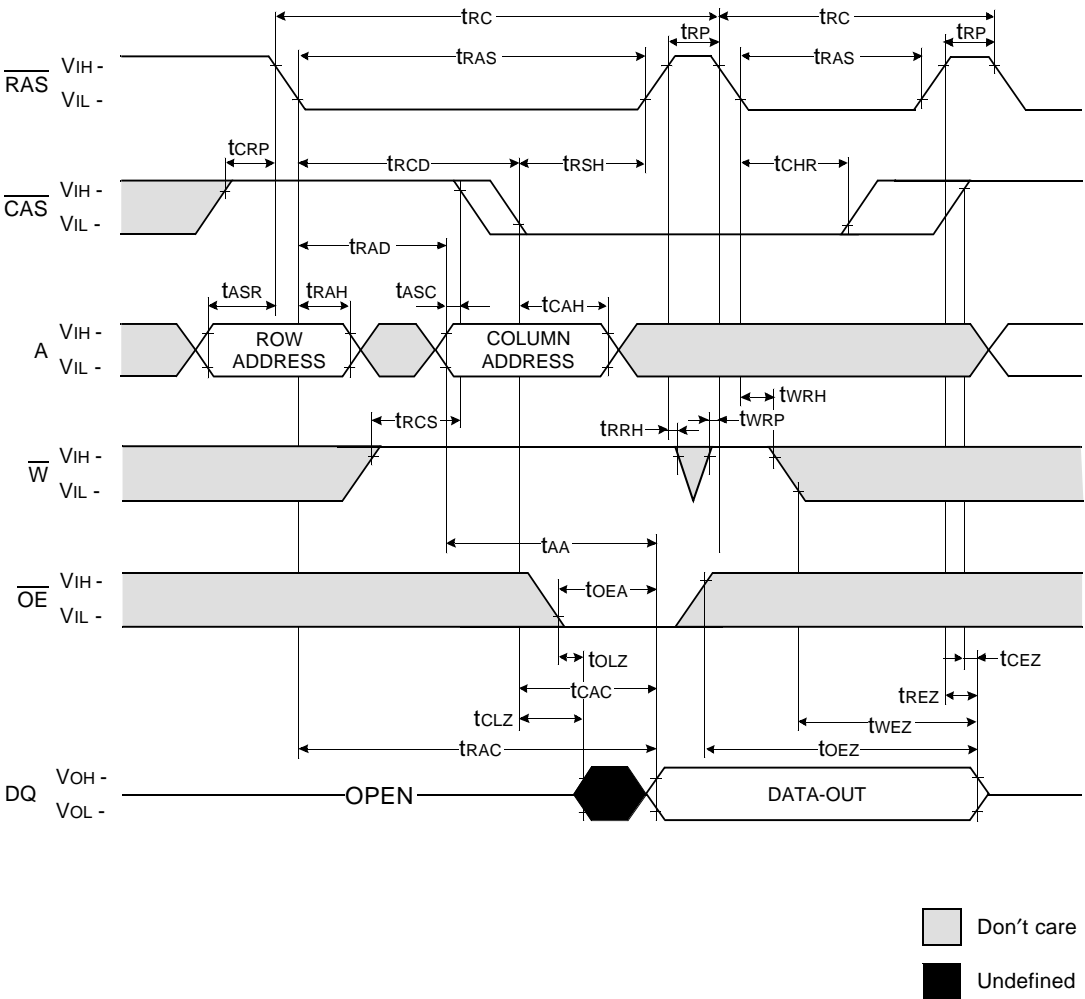 tRC tRC
tRP tRP
tRAS tRAS
RAS VIH -
VIL -
tCRP tRCD tRSH tCHR
CAS VIH -
VIL -
tRAD
tASR tRAH tASC tCAH
A VIH -
VIL -
ROW ADDRESS
COLUMN ADDRESS
tWRH
tRCS tRRH tWRP
W VIH -
VIL -
tAA
OE VIH -
VIL -
tOEA
tOLZ tCEZ
tCAC tREZ
tCLZ tWEZ
tRAC tOEZ
DQ VOH -
VOL -
OPEN DATA-OUT
Don′t care
Undefined